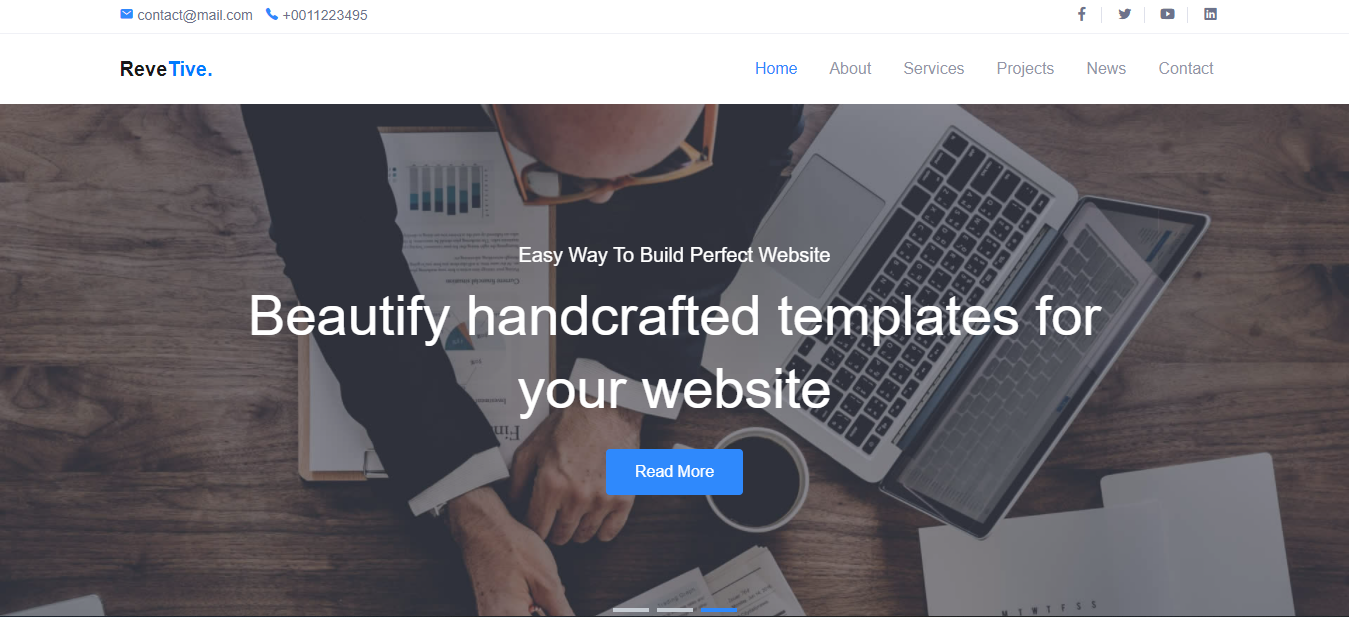 contact@mail.com +0011223495
ReveTive.
Home About Services Projects News Contact
Easy Way To Build Perfect Website
Beautify handcrafted templates for
your website
Read More
M T W T F S S